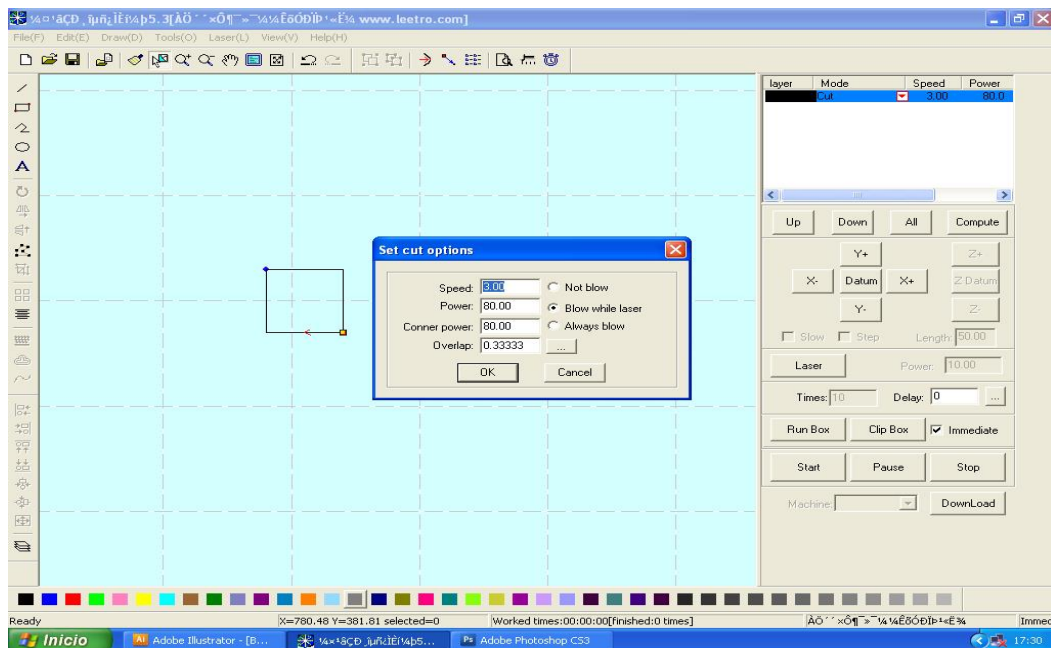 www.leetro.com]
File(F) Edit(E) Draw(D) Tools(O) Laser(L) View(V) Help(H)
A
layer Mode Speed Power
Cut 3.00 80.0
Up Down All Compute
Y+ Z+
X- Datum X+ Z Datum
Y- Z-
Slow Step Length: 50.00
Laser Power: 10.00
Times: 10 Delay: 0 ...
Run Box Clip Box Immediate
Start Pause Stop
Machine: DownLoad
Set cut options
Speed: 3.00 Not blow
Power: 80.00 Blow while laser
Conner power: 80.00 Always blow
Overlap: 0.33333 ...
OK Cancel
Ready X=780.48 Y=381.81 selected=0 Worked times:00:00:00[finished:0 times] Immec
Inicio Ai Adobe Illustrator - [B... Ps Adobe Photoshop CS3 17:30